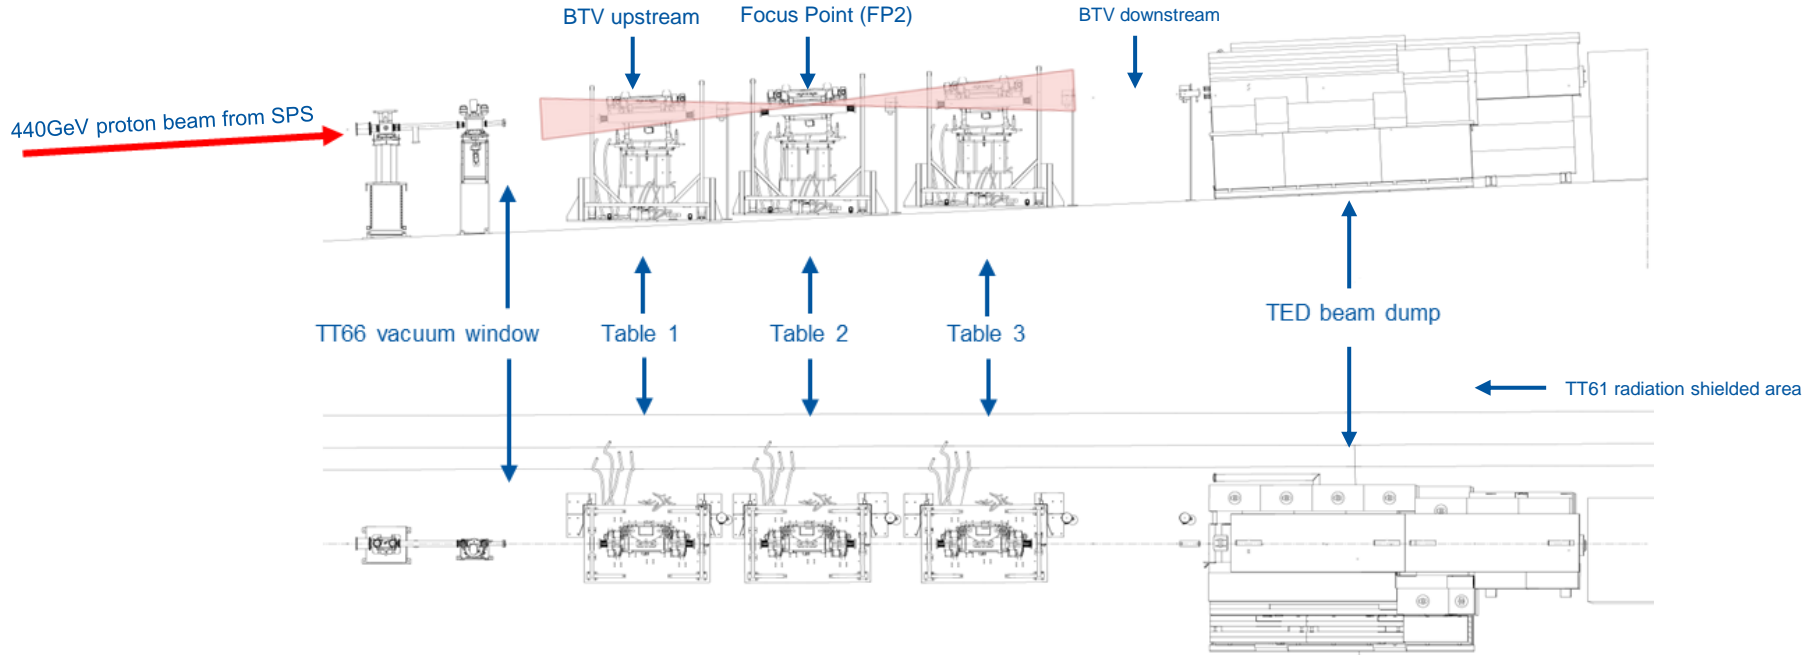 BTV upstream
Focus Point (FP2)
BTV downstream
440GeV proton beam from SPS
TT66 vacuum window
Table 1
Table 2
Table 3
TED beam dump
TT61 radiation shielded area